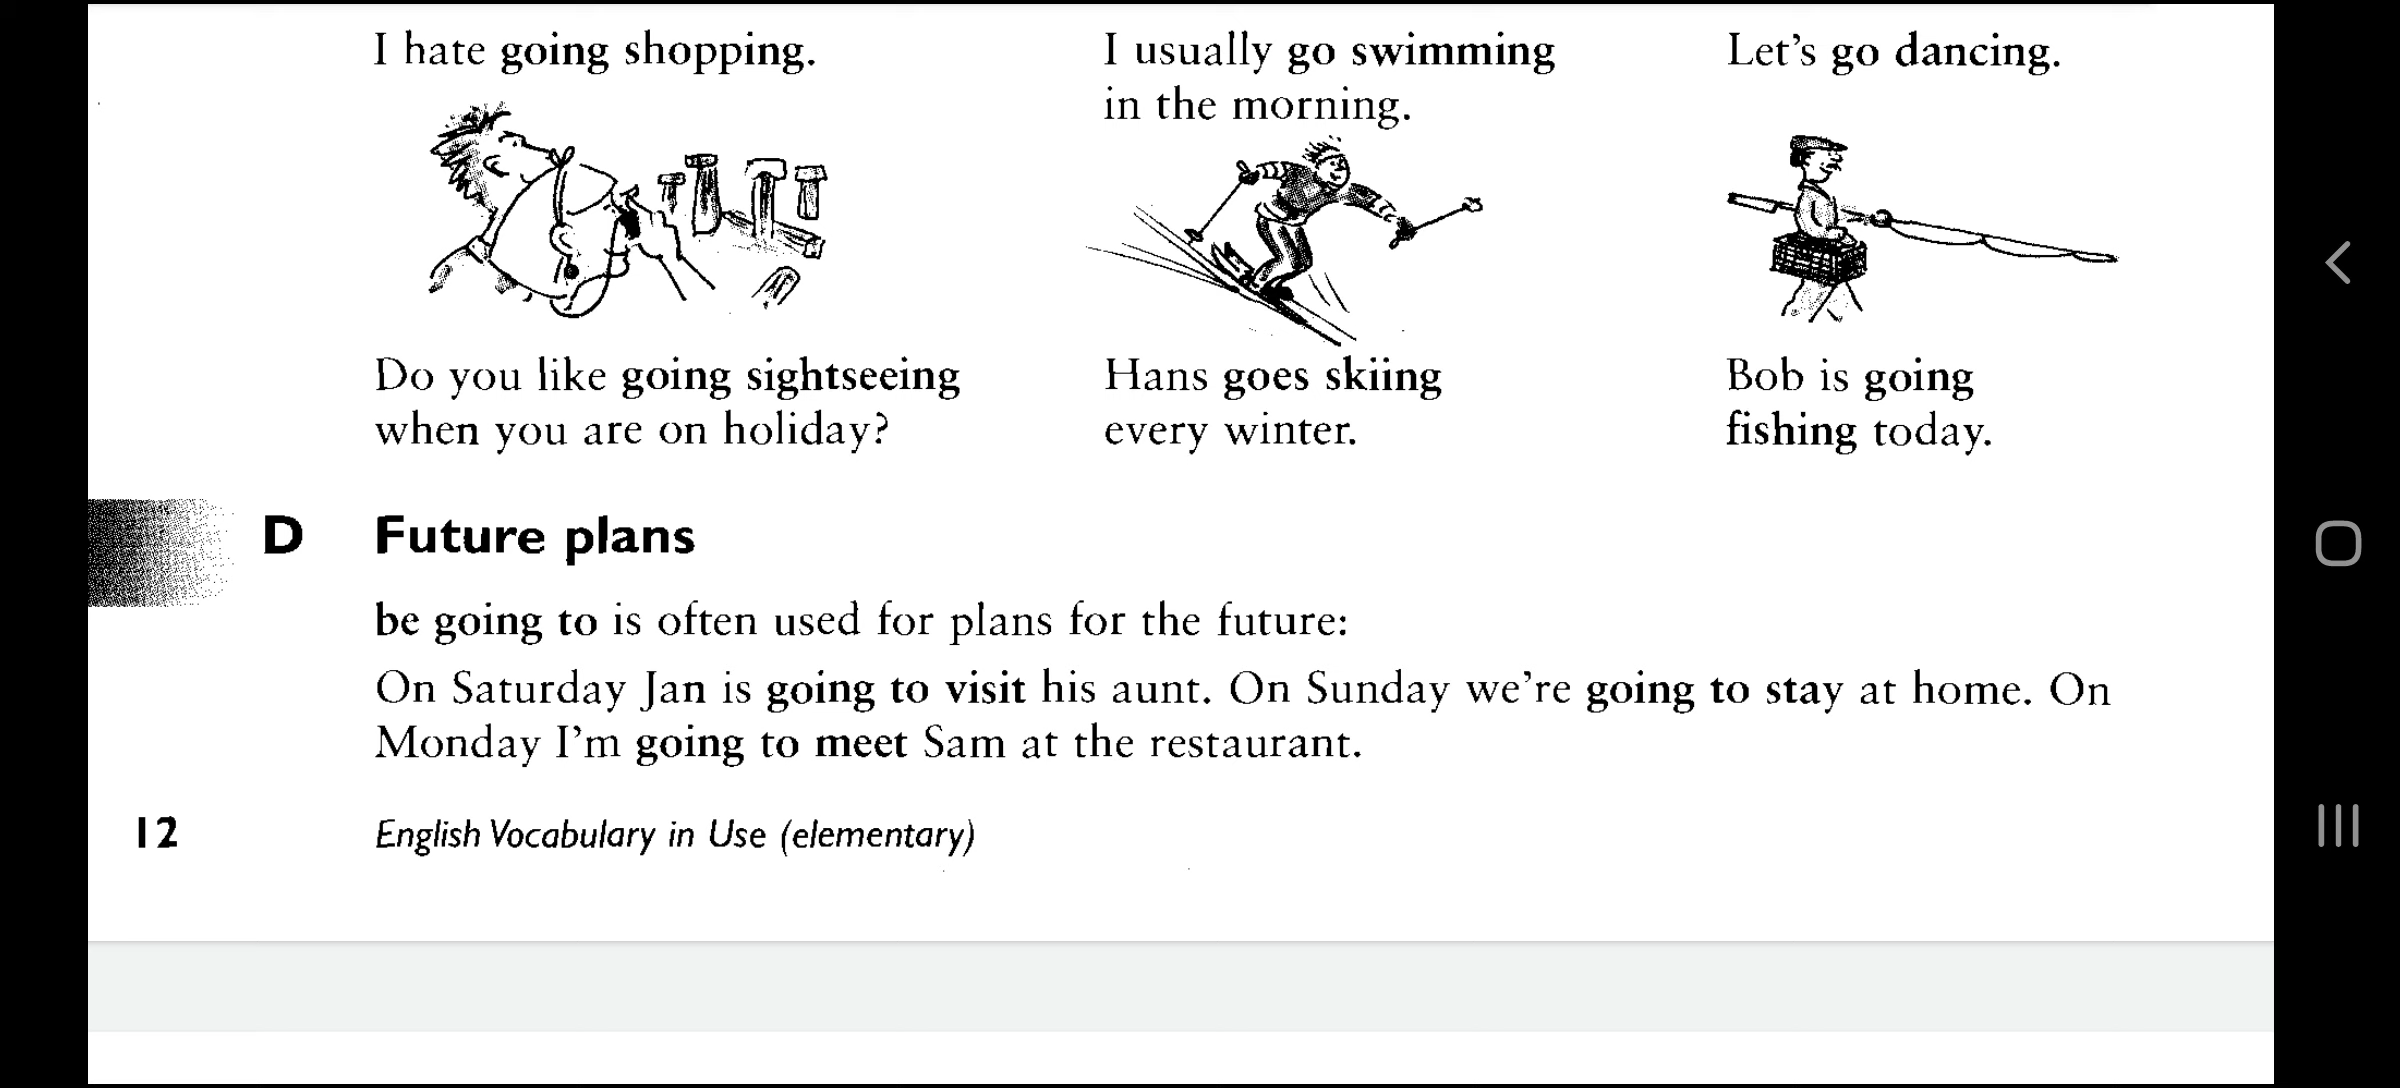 I hate going shopping.
I usually go swimming
in the morning.
Let's go dancing.
Do you like going sightseeing
when you are on holiday?
Hans goes skiing
every winter.
Bob is going
fishing today.
D Future plans
be going to is often used for plans for the future:
On Saturday Jan is going to visit his aunt. On Sunday we're going to stay at home. On
Monday I'm going to meet Sam at the restaurant.
12 English Vocabulary in Use (elementary)